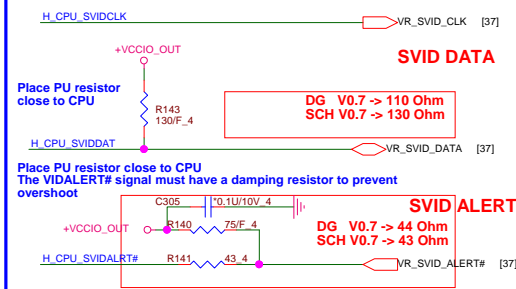 H_CPU_SVIDCLK
VR_SVID_CLK [37]
+VCCIO_OUT
SVID DATA
Place PU resistor
close to CPU
R143
130/F_4
DG V0.7 -> 110 Ohm
SCH V0.7 -> 130 Ohm
H_CPU_SVIDDAT
VR_SVID_DATA [37]
Place PU resistor close to CPU
The VIDALERT# signal must have a damping resistor to prevent
overshoot
C305 *0.1U/10V_4
SVID ALERT
+VCCIO_OUT R140 75/F_4
DG V0.7 -> 44 Ohm
SCH V0.7 -> 43 Ohm
H_CPU_SVIDALRT# R141 43_4 VR_SVID_ALERT# [37]